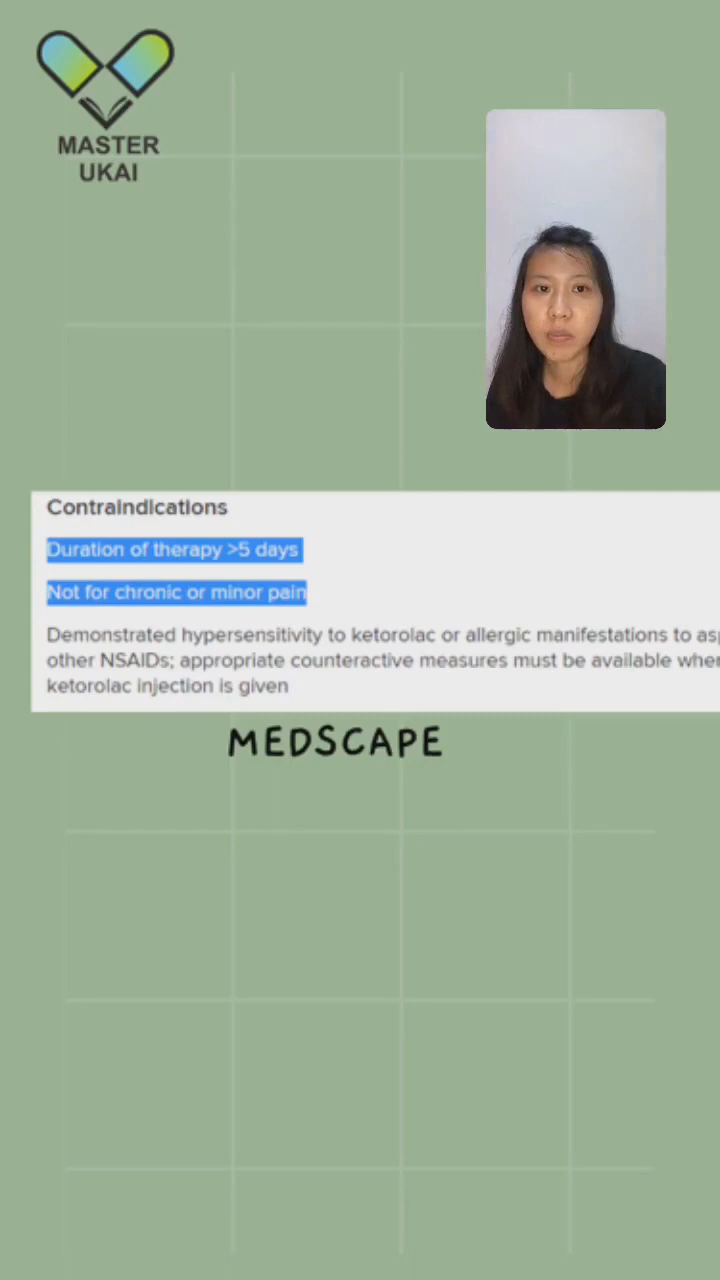 MASTER
UKAI
Contraindications
Duration of therapy >5 days
Not for chronic or minor pain
Demonstrated hypersensitivity to ketorolac or allergic manifestations to
other NSAIDs; appropriate counteractive measures must be available
ketorolac injection is given
MEDSCAPE